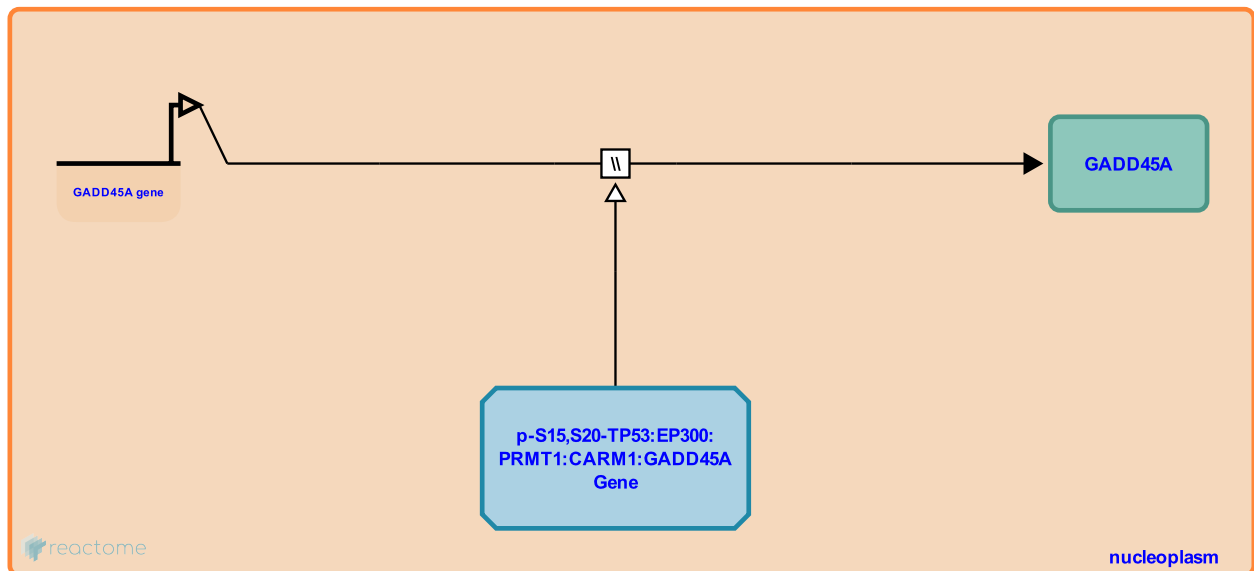 GADD45A gene
\\
GADD45A
p-S15,S20-TP53:EP300:
PRMT1:CARM1:GADD45A
Gene
reactome
nucleoplasm